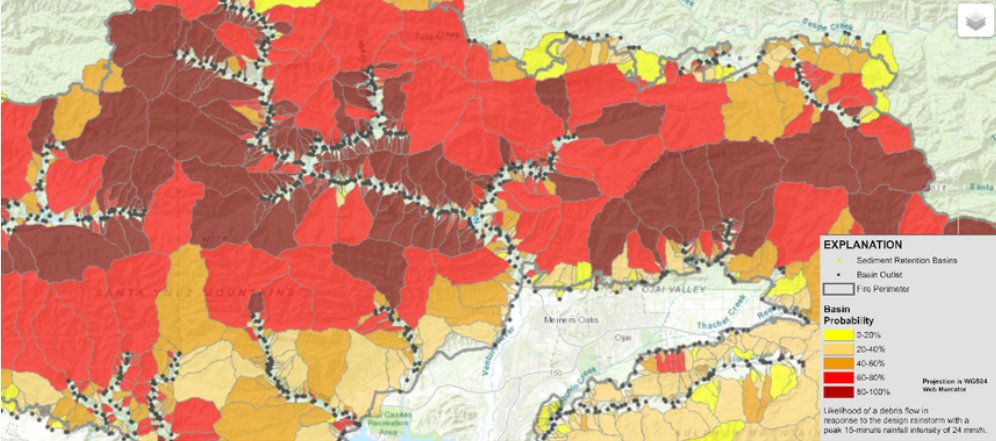 Sespe Creek
Creek
Tule Creek
Santa
SANTA YNEZ MOUNTAINS
OJAI VALLEY
Meiners Oaks
Ojai
Thacher Creek
150
Casitas
Recreation
Area
EXPLANATION
Sediment Retention Basins
Basin Outlet
Fire Perimeter
Basin
Probability
0-20%
20-40%
40-60%
60-80%
80-100%
Projection is WGS84
Web Mercator
Likelihood of a debris flow in
response to the design rainstorm with a
peak 15-minute rainfall intensity of 24 mm/h.